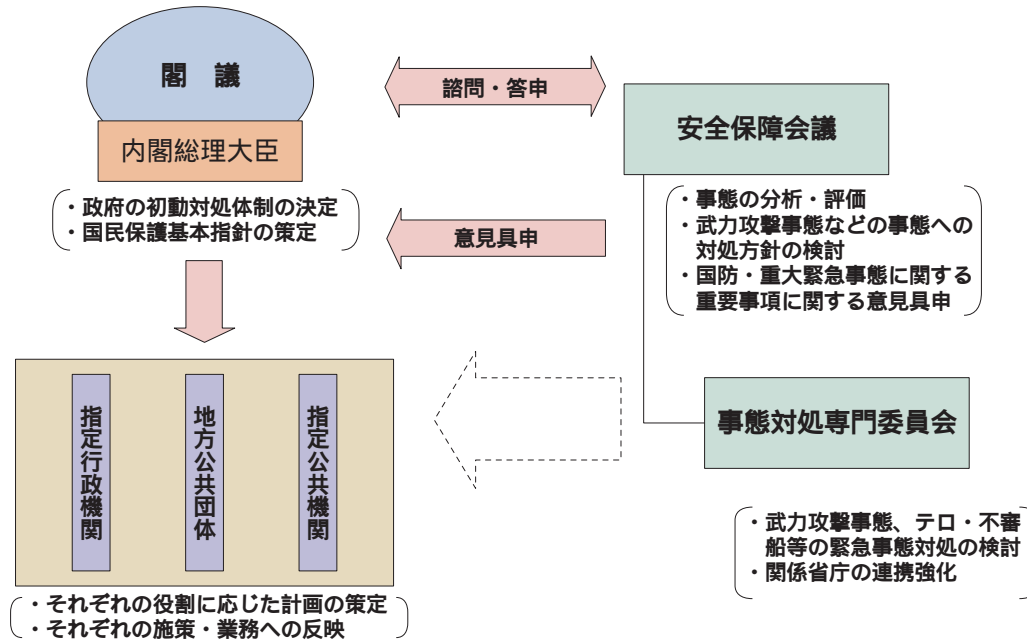 閣　議
内閣総理大臣
・政府の初動対処体制の決定
・国民保護基本指針の策定
諮問・答申
意見具申
安全保障会議
・事態の分析・評価
・武力攻撃事態などの事態への
対処方針の検討
・国防・重大緊急事態に関する
重要事項に関する意見具申
事態対処専門委員会
・武力攻撃事態、テロ・不審
船等の緊急事態対処の検討
・関係省庁の連携強化
指定行政機関
地方公共団体
指定公共機関
・それぞれの役割に応じた計画の策定
・それぞれの施策・業務への反映